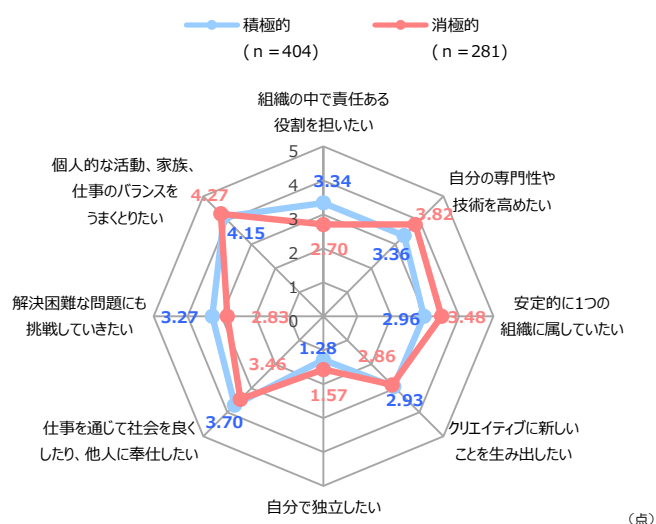 積極的
(ｎ＝404)
消極的
(ｎ＝281)
組織の中で責任ある
役割を担いたい
自分の専門性や
技術を高めたい
安定的に1つの
組織に属していたい
クリエイティブに新しい
ことを生み出したい
自分で独立したい
仕事を通じて社会を良く
したり、他人に奉仕したい
解決困難な問題にも
挑戦していきたい
個人的な活動、家族、
仕事のバランスを
うまくとりたい
5
4
3
2
1
0
3.34
3.36
2.96
2.93
1.28
3.70
3.27
4.15
2.70
3.82
3.48
2.86
1.57
3.46
2.83
4.27
（点）